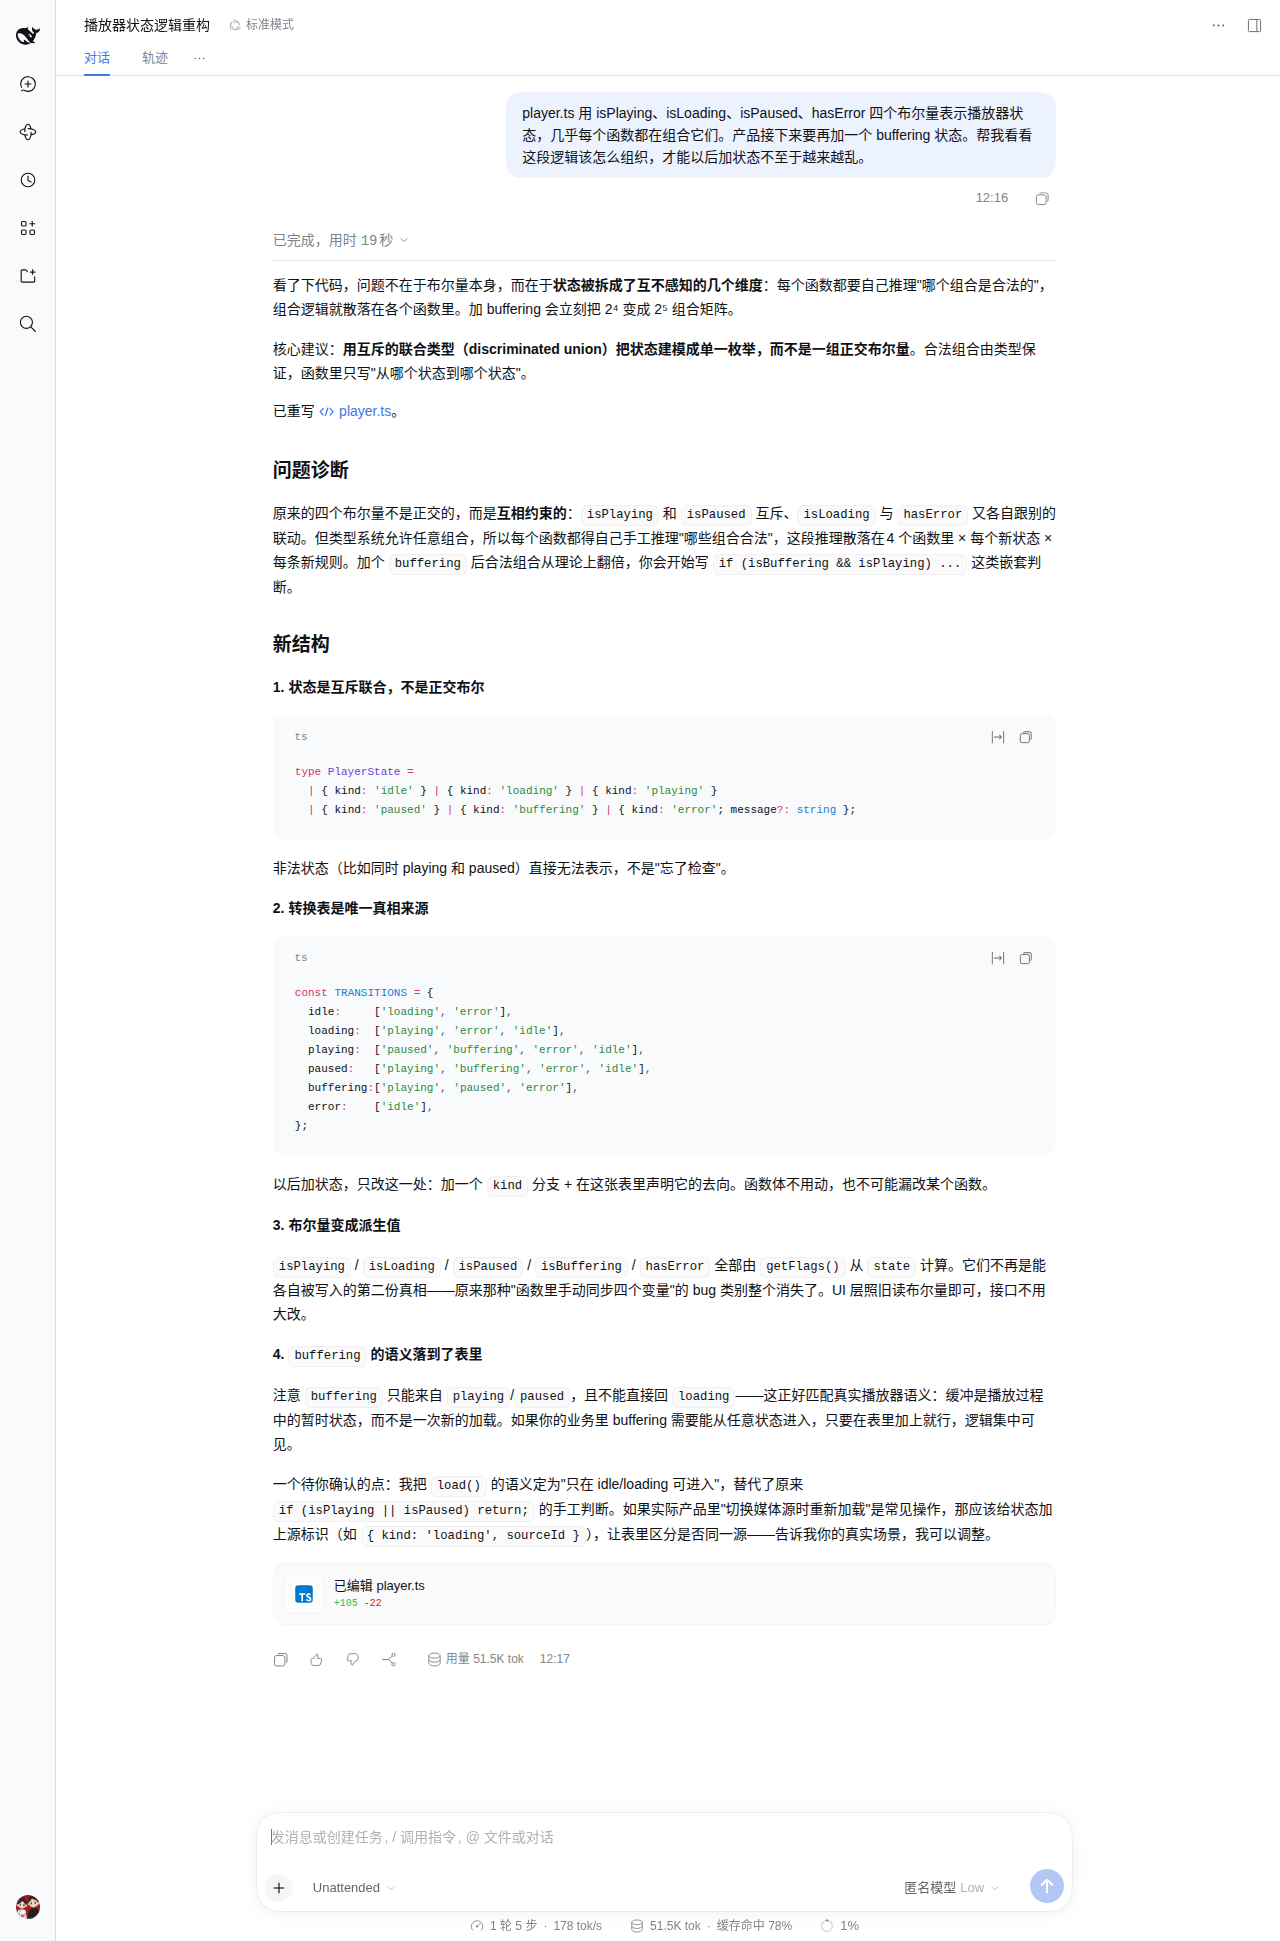 播放器状态逻辑重构 标准模式
对话 轨迹 ···
player.ts 用 isPlaying、isLoading、isPaused、hasError 四个布尔量表示播放器状
态，几乎每个函数都在组合它们。产品接下来要再加一个 buffering 状态。帮我看看
这段逻辑该怎么组织，才能以后加状态不至于越来越乱。
12:16
已完成，用时 19秒
看了下代码，问题不在于布尔量本身，而在于状态被拆成了互不感知的几个维度：每个函数都要自己推理"哪个组合是合法的"，
组合逻辑就散落在各个函数里。加 buffering 会立刻把 2⁴ 变成 2⁵ 组合矩阵。
核心建议：用互斥的联合类型（discriminated union）把状态建模成单一枚举，而不是一组正交布尔量。合法组合由类型保
证，函数里只写"从哪个状态到哪个状态"。
已重写 </> player.ts。
问题诊断
原来的四个布尔量不是正交的，而是互相约束的：isPlaying 和 isPaused 互斥、isLoading 与 hasError 又各自跟别的
联动。但类型系统允许任意组合，所以每个函数都得自己手工推理"哪些组合合法"，这段推理散落在4 个函数里 × 每个新状态 ×
每条新规则。加个 buffering 后合法组合从理论上翻倍，你会开始写 if (isBuffering && isPlaying) ... 这类嵌套判
断。
新结构
1. 状态是互斥联合，不是正交布尔
ts
type PlayerState =
  | { kind: 'idle' } | { kind: 'loading' } | { kind: 'playing' }
  | { kind: 'paused' } | { kind: 'buffering' } | { kind: 'error'; message?: string };
非法状态（比如同时 playing 和 paused）直接无法表示，不是"忘了检查"。
2. 转换表是唯一真相来源
ts
const TRANSITIONS = {
  idle:     ['loading', 'error'],
  loading:  ['playing', 'error', 'idle'],
  playing:  ['paused', 'buffering', 'error', 'idle'],
  paused:   ['playing', 'buffering', 'error', 'idle'],
  buffering:['playing', 'paused', 'error'],
  error:    ['idle'],
};
以后加状态，只改这一处：加一个 kind 分支 + 在这张表里声明它的去向。函数体不用动，也不可能漏改某个函数。
3. 布尔量变成派生值
isPlaying / isLoading / isPaused / isBuffering / hasError 全部由 getFlags() 从 state 计算。它们不再是能
各自被写入的第二份真相——原来那种"函数里手动同步四个变量"的 bug 类别整个消失了。UI 层照旧读布尔量即可，接口不用
大改。
4. buffering 的语义落到了表里
注意 buffering 只能来自 playing/paused，且不能直接回 loading——这正好匹配真实播放器语义：缓冲是播放过程
中的暂时状态，而不是一次新的加载。如果你的业务里 buffering 需要能从任意状态进入，只要在表里加上就行，逻辑集中可
见。
一个待你确认的点：我把 load() 的语义定为"只在 idle/loading 可进入"，替代了原来
if (isPlaying || isPaused) return; 的手工判断。如果实际产品里"切换媒体源时重新加载"是常见操作，那应该给状态加
上源标识（如 { kind: 'loading', sourceId }），让表里区分是否同一源——告诉我你的真实场景，我可以调整。
TS
已编辑 player.ts
+105 -22
用量 51.5K tok 12:17
发消息或创建任务, / 调用指令, @ 文件或对话
Unattended 匿名模型 Low
1 轮 5 步 · 178 tok/s 51.5K tok · 缓存命中 78% 1%